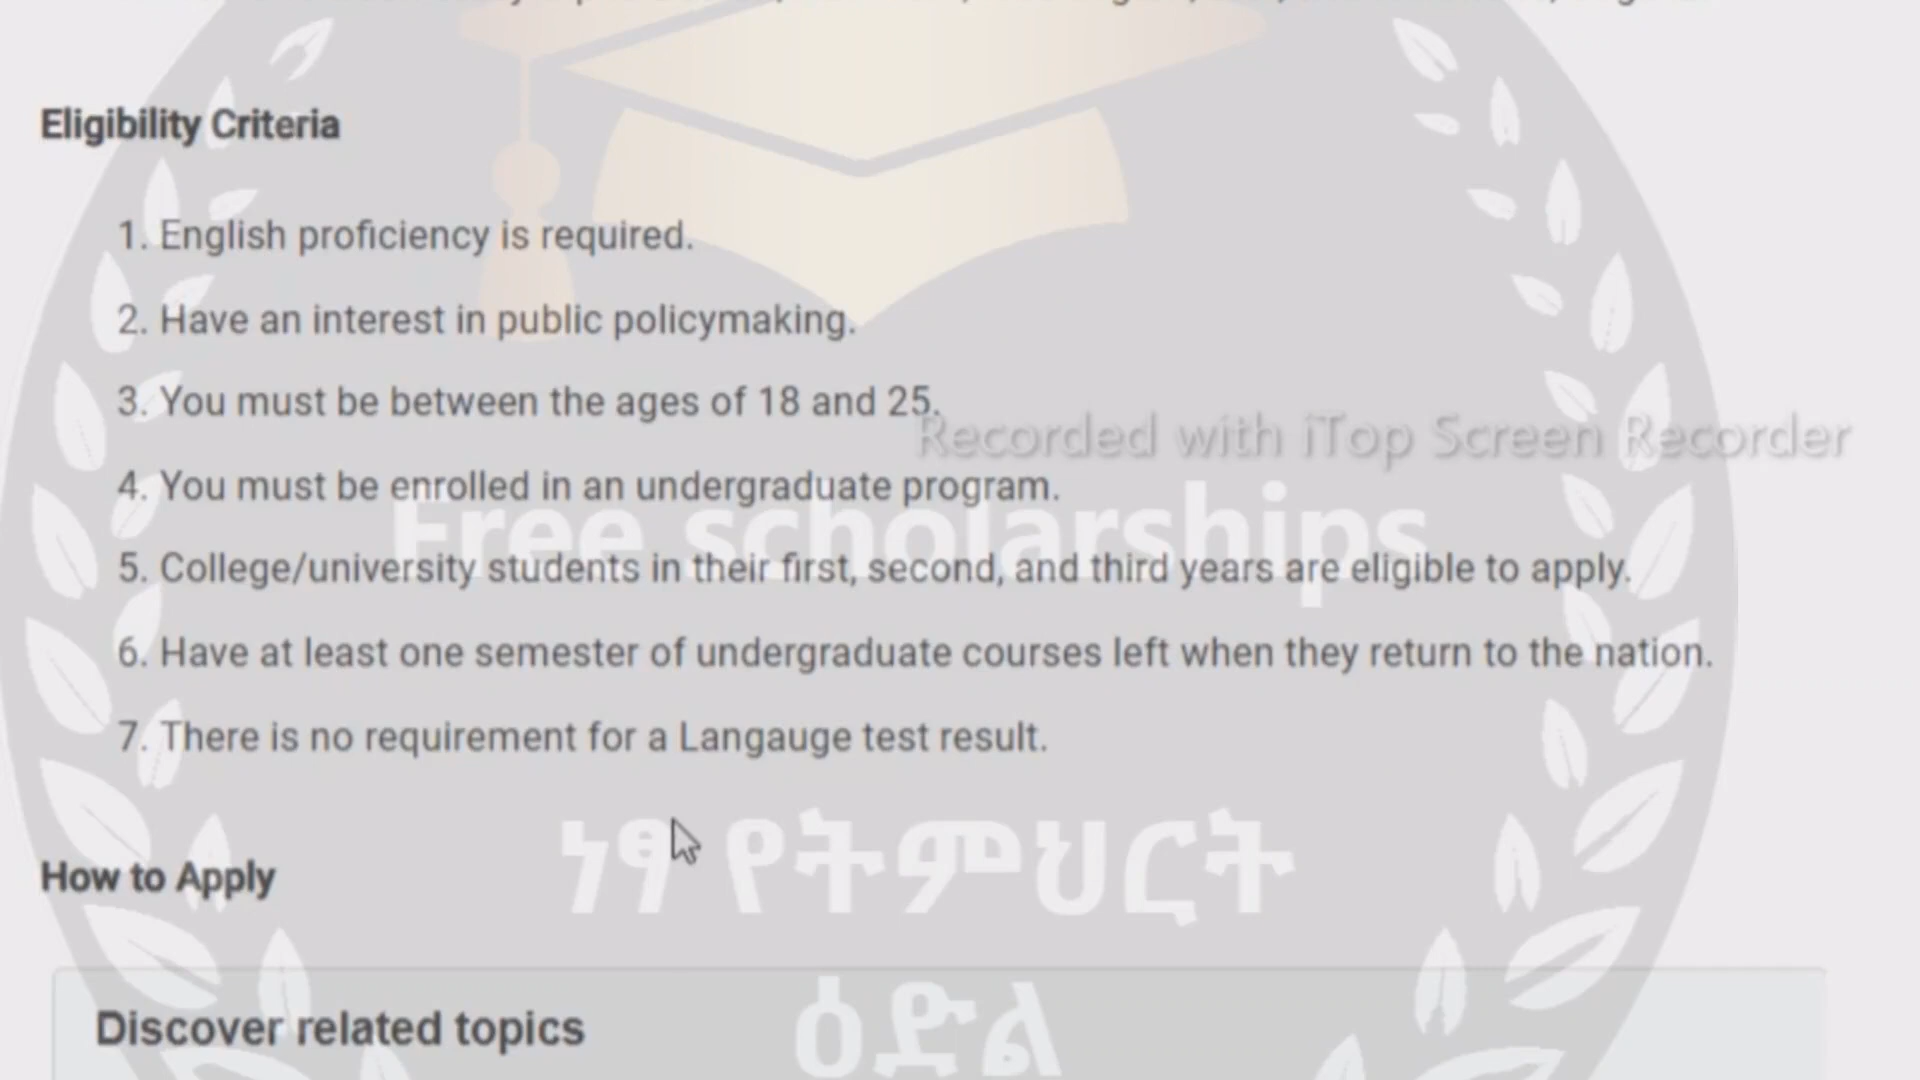 Eligibility Criteria
1. English proficiency is required.
2. Have an interest in public policymaking.
3. You must be between the ages of 18 and 25.
Recorded with iTop Screen Recorder
4. You must be enrolled in an undergraduate program.
Free scholarships
5. College/university students in their first, second, and third years are eligible to apply.
6. Have at least one semester of undergraduate courses left when they return to the nation.
7. There is no requirement for a Langauge test result.
ነፃ የትምህርት
How to Apply
ዕድል
Discover related topics